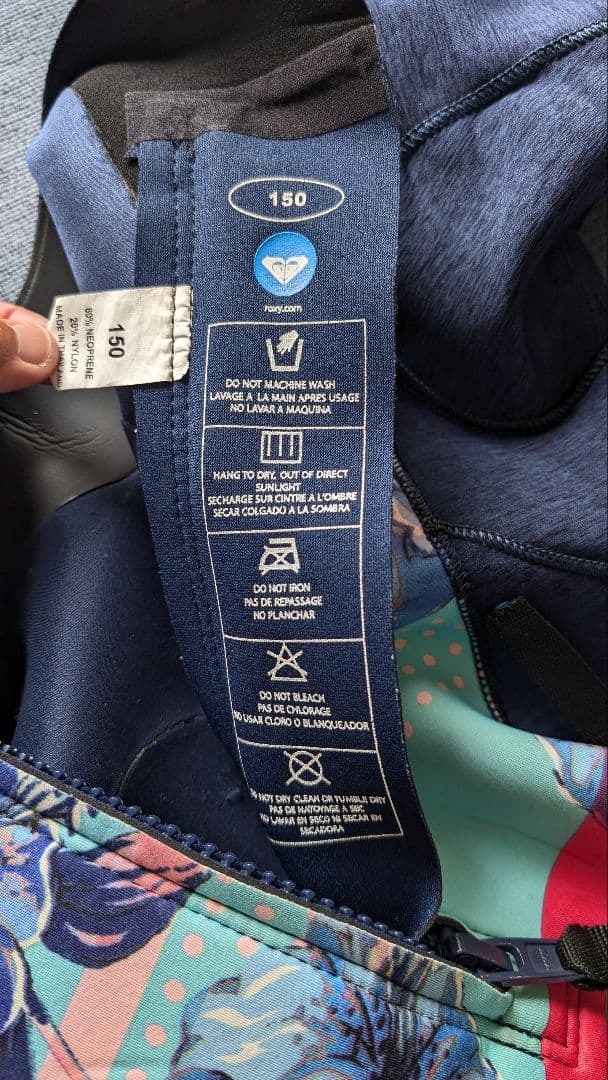 150
roxy.com
DO NOT MACHINE WASH
LAVAGE A LA MAIN APRES USAGE
NO LAVAR A MAQUINA
HANG TO DRY, OUT OF DIRECT
SUNLIGHT
SECHARGE SUR CINTRE A L'OMBRE
SECAR COLGADO A LA SOMBRA
DO NOT IRON
PAS DE REPASSAGE
NO PLANCHAR
DO NOT BLEACH
PAS DE CHLORAGE
NO USAR CLORO O BLANQUEADOR
NOT DRY CLEAN OR TUMBLE DRY
PAS DE NATOYAGE A SEC
LAVAR EN SECO NI SECAR EN
SECADORA
150
80% NEOPRENE
20% NYLON
MADE IN THAILAND